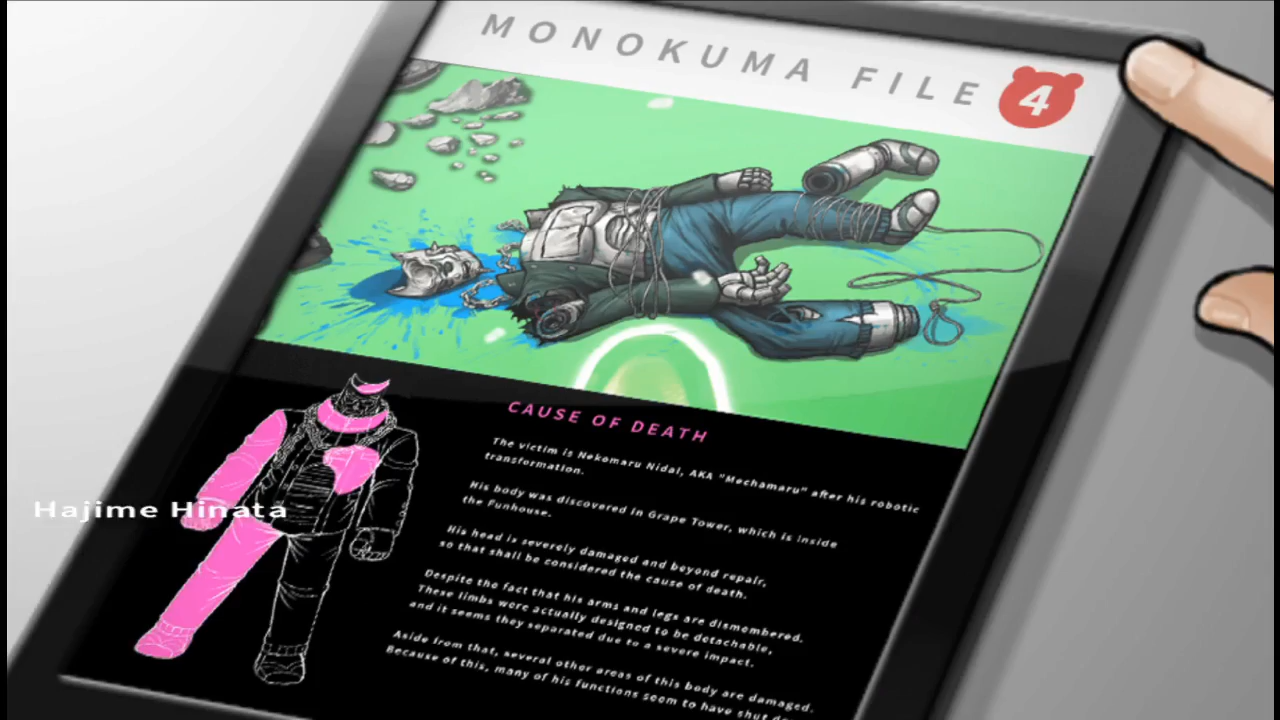 MONOKUMA FILE 4
CAUSE OF DEATH
The victim is Nekomaru Nidai, AKA "Mechamaru" after his robotic
transformation.
His body was discovered in Grape Tower, which is inside
the Funhouse.
His head is severely damaged and beyond repair,
so that shall be considered the cause of death.
Despite the fact that his arms and legs are dismembered.
These limbs were actually designed to be detachable,
and it seems they separated due to a severe impact.
Aside from that, several other areas of this body are damaged.
Because of this, many of his functions seem to have shut
Hajime Hinata